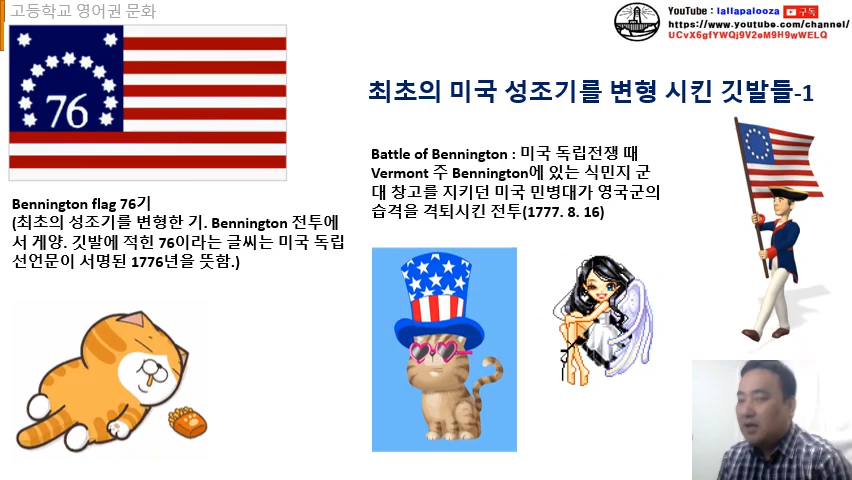 고등학교 영어권 문화
YouTube : lallapalooza 구독
https://www.youtube.com/channel/
UCvX6gfYWQj9V2eM9H9wWELQ
76
최초의 미국 성조기를 변형 시킨 깃발들-1
Bennington flag 76기
(최초의 성조기를 변형한 기. Bennington 전투에
서 게양. 깃발에 적힌 76이라는 글씨는 미국 독립
선언문이 서명된 1776년을 뜻함.)
Battle of Bennington : 미국 독립전쟁 때
Vermont 주 Bennington에 있는 식민지 군
대 창고를 지키던 미국 민병대가 영국군의
습격을 격퇴시킨 전투(1777. 8. 16)